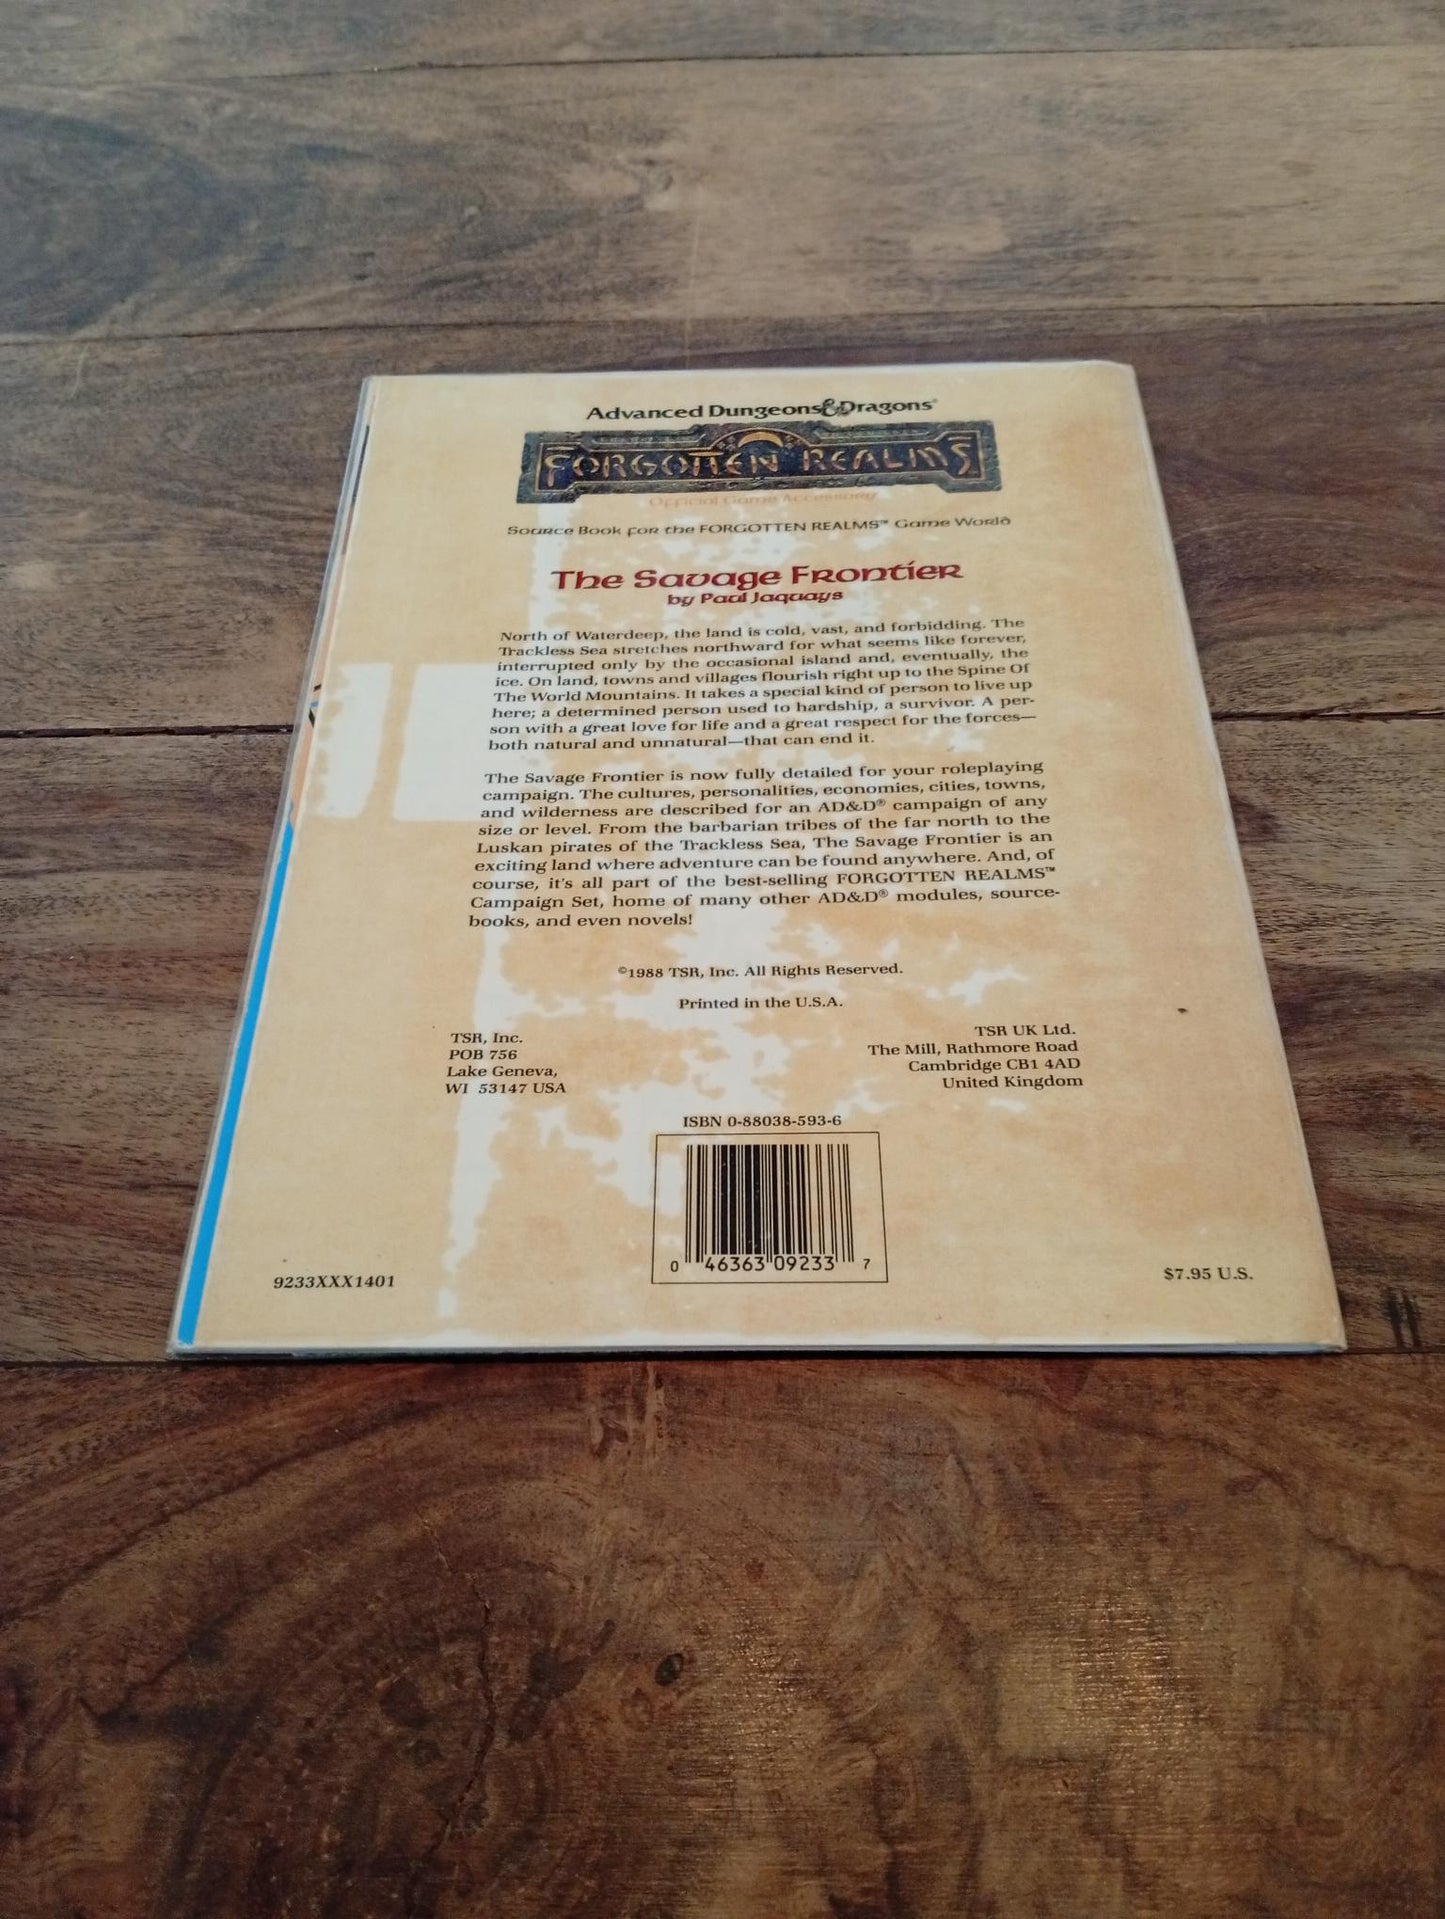 Advanced Dungeons & Dragons®
FORGOTTEN REALMS
Official Game Accessory
Source Book for the FORGOTTEN REALMS™ Game World
The Savage Frontier
by Paul Jaquays
North of Waterdeep, the land is cold, vast, and forbidding. The
Trackless Sea stretches northward for what seems like forever,
interrupted only by the occasional island and, eventually, the
ice. On land, towns and villages flourish right up to the Spine Of
The World Mountains. It takes a special kind of person to live up
here; a determined person used to hardship, a survivor. A per-
son with a great love for life and a great respect for the forces—
both natural and unnatural—that can end it.
The Savage Frontier is now fully detailed for your roleplaying
campaign. The cultures, personalities, economies, cities, towns,
and wilderness are described for an AD&D® campaign of any
size or level. From the barbarian tribes of the far north to the
Luskan pirates of the Trackless Sea, The Savage Frontier is an
exciting land where adventure can be found anywhere. And, of
course, it's all part of the best-selling FORGOTTEN REALMS™
Campaign Set, home of many other AD&D® modules, source-
books, and even novels!
©1988 TSR, Inc. All Rights Reserved.
Printed in the U.S.A.
TSR, Inc.
POB 756
Lake Geneva,
WI 53147 USA
TSR UK Ltd.
The Mill, Rathmore Road
Cambridge CB1 4AD
United Kingdom
ISBN 0-88038-593-6
0 46363 09233 7
9233XXX1401
$7.95 U.S.